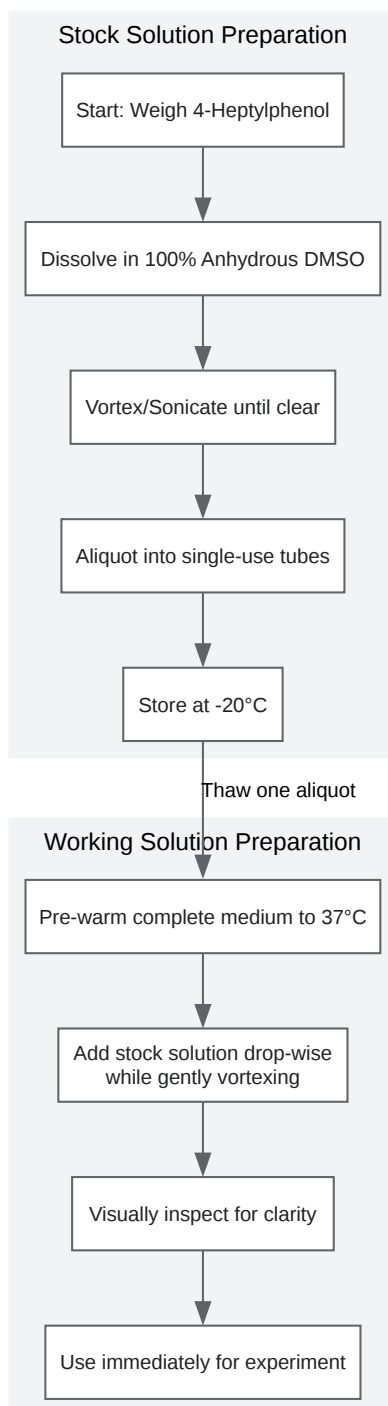 Stock Solution Preparation
Start: Weigh 4-Heptylphenol
Dissolve in 100% Anhydrous DMSO
Vortex/Sonicate until clear
Aliquot into single-use tubes
Store at -20°C
Thaw one aliquot
Working Solution Preparation
Pre-warm complete medium to 37°C
Add stock solution drop-wise
while gently vortexing
Visually inspect for clarity
Use immediately for experiment